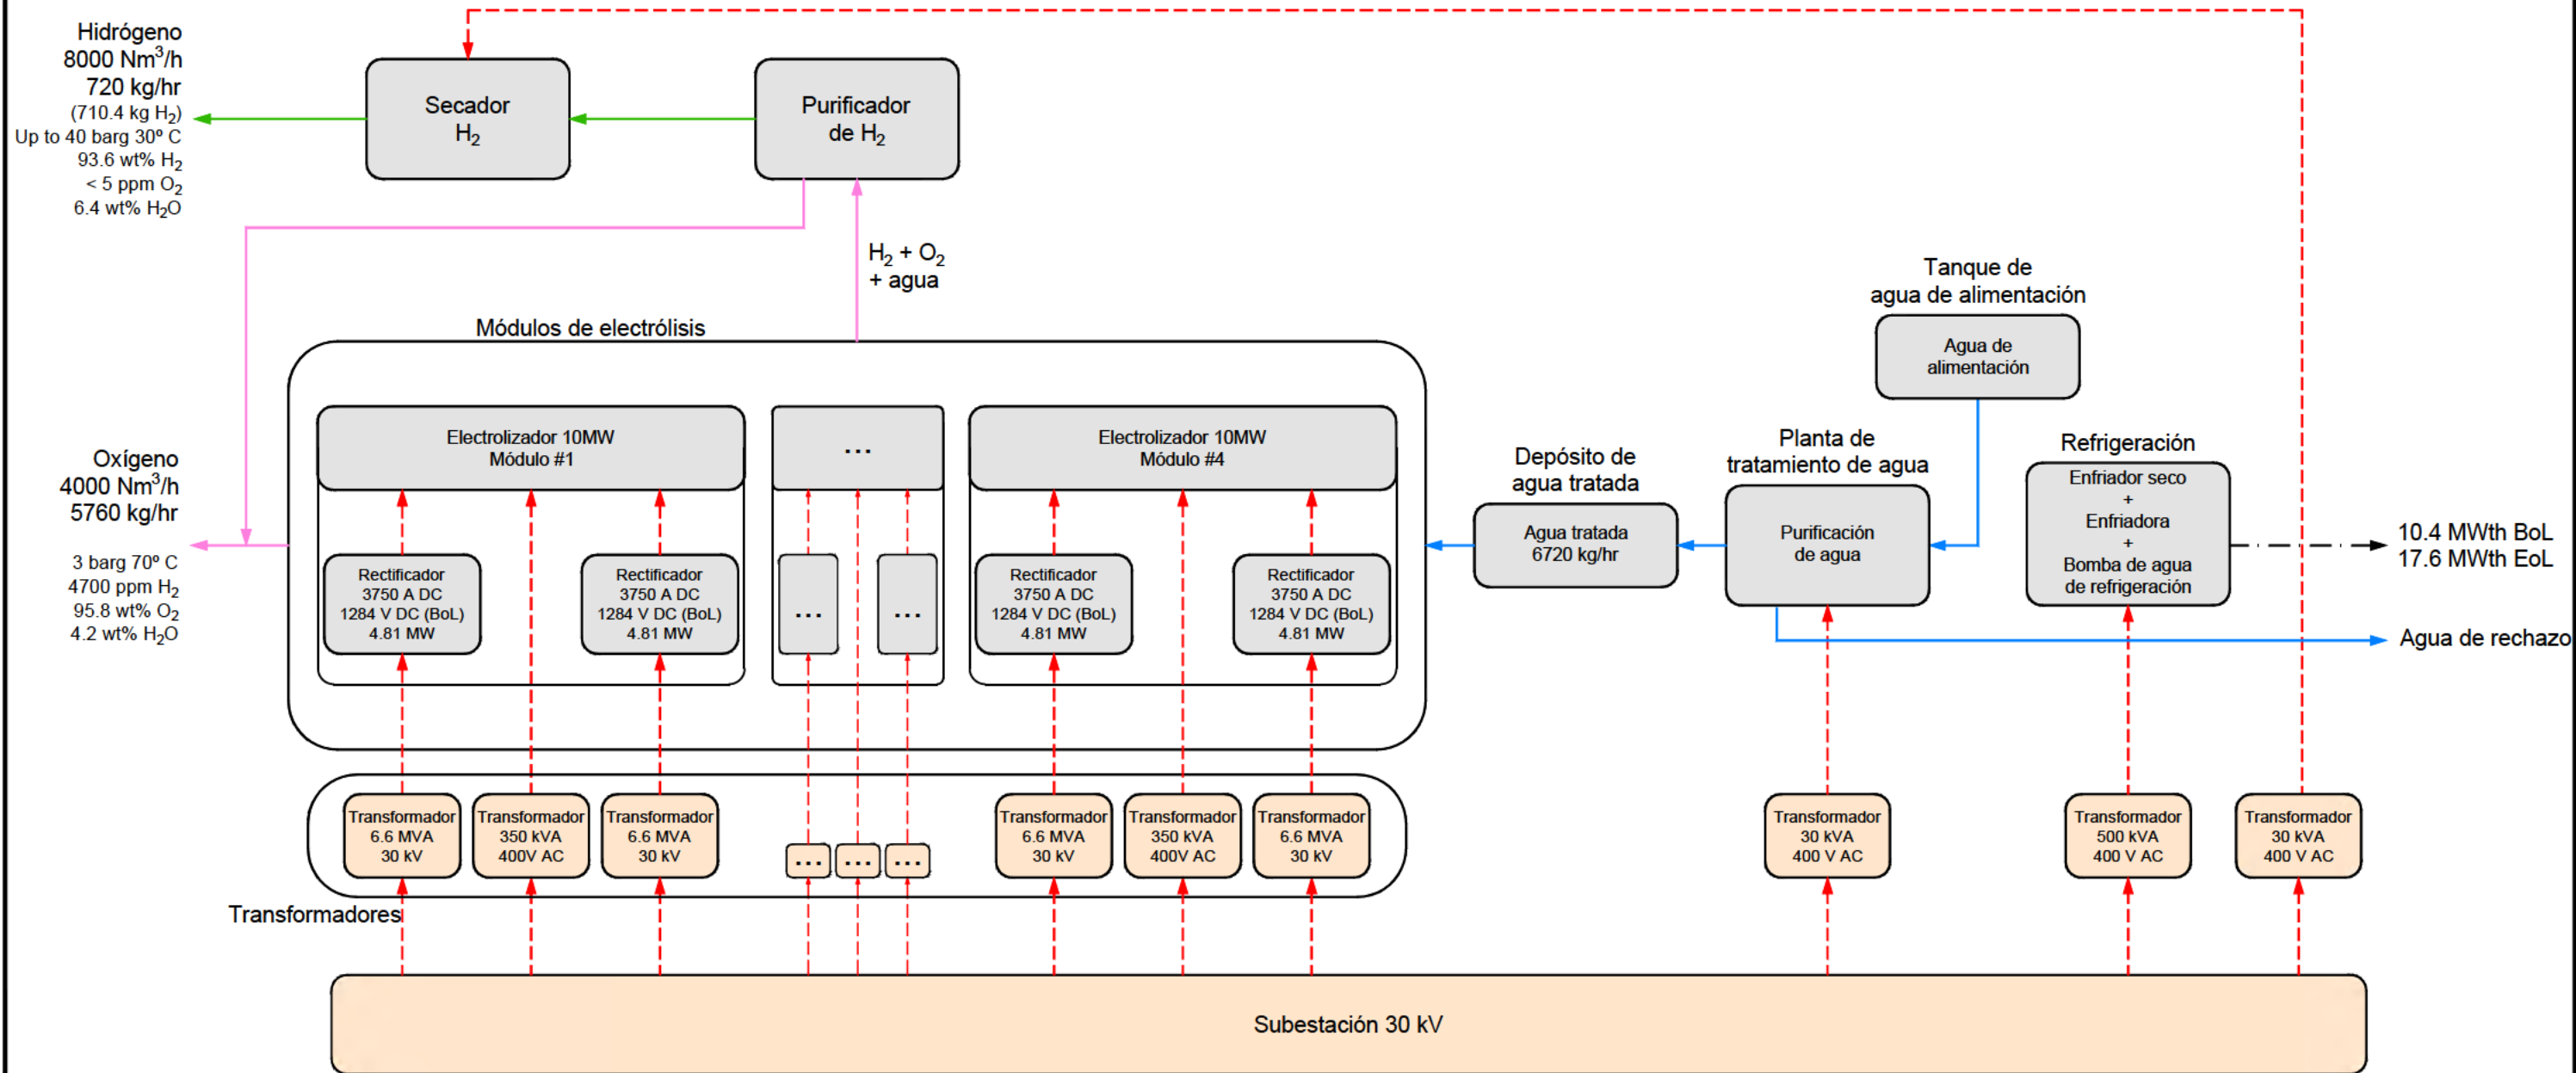 Hidrógeno
8000 Nm³/h
720 kg/hr
(710.4 kg H₂)
Up to 40 barg 30º C
93.6 wt% H₂
< 5 ppm O₂
6.4 wt% H₂O
Secador
H₂
Purificador
de H₂
H₂ + O₂
+ agua
Módulos de electrólisis
Electrolizador 10MW
Módulo #1
...
Electrolizador 10MW
Módulo #4
Rectificador
3750 A DC
1284 V DC (BoL)
4.81 MW
Rectificador
3750 A DC
1284 V DC (BoL)
4.81 MW
...
...
Rectificador
3750 A DC
1284 V DC (BoL)
4.81 MW
Rectificador
3750 A DC
1284 V DC (BoL)
4.81 MW
Oxígeno
4000 Nm³/h
5760 kg/hr
3 barg 70º C
4700 ppm H₂
95.8 wt% O₂
4.2 wt% H₂O
Tanque de
agua de alimentación
Agua de
alimentación
Depósito de
agua tratada
Agua tratada
6720 kg/hr
Planta de
tratamiento de agua
Purificación
de agua
Refrigeración
Enfriador seco
+
Enfriadora
+
Bomba de agua
de refrigeración
10.4 MWth BoL
17.6 MWth EoL
Agua de rechazo
Transformador
6.6 MVA
30 kV
Transformador
350 kVA
400V AC
Transformador
6.6 MVA
30 kV
...
...
...
Transformador
6.6 MVA
30 kV
Transformador
350 kVA
400V AC
Transformador
6.6 MVA
30 kV
Transformador
30 kVA
400 V AC
Transformador
500 kVA
400 V AC
Transformador
30 kVA
400 V AC
Transformadores
Subestación 30 kV